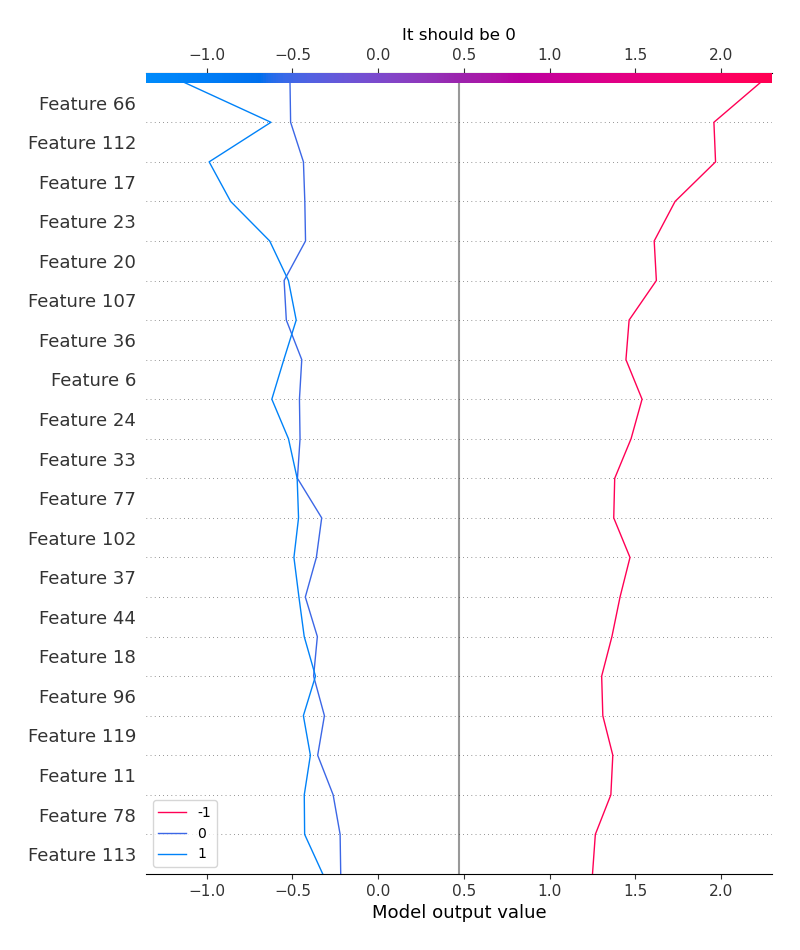 It should be 0
−1.0 −0.5 0.0 0.5 1.0 1.5 2.0
Feature 66
Feature 112
Feature 17
Feature 23
Feature 20
Feature 107
Feature 36
Feature 6
Feature 24
Feature 33
Feature 77
Feature 102
Feature 37
Feature 44
Feature 18
Feature 96
Feature 119
Feature 11
Feature 78
Feature 113
-1
0
1
−1.0 −0.5 0.0 0.5 1.0 1.5 2.0
Model output value